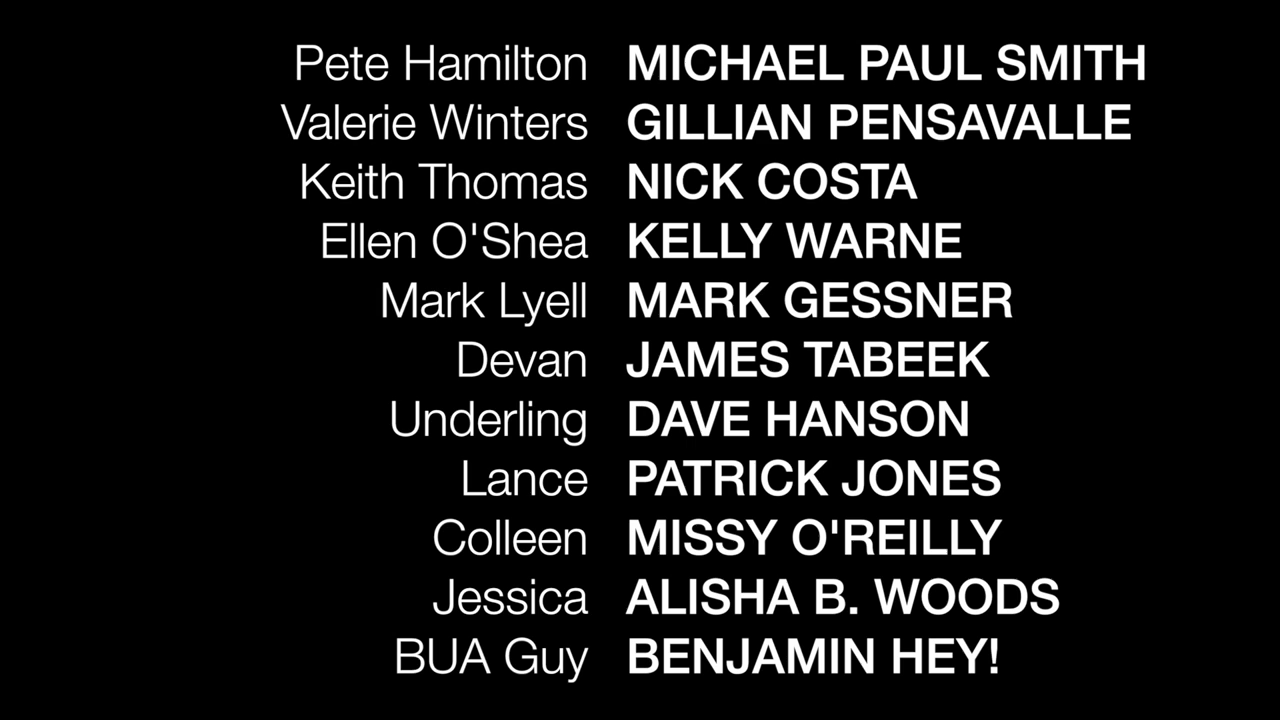 Pete Hamilton MICHAEL PAUL SMITH
Valerie Winters GILLIAN PENSAVALLE
Keith Thomas NICK COSTA
Ellen O'Shea KELLY WARNE
Mark Lyell MARK GESSNER
Devan JAMES TABEEK
Underling DAVE HANSON
Lance PATRICK JONES
Colleen MISSY O'REILLY
Jessica ALISHA B. WOODS
BUA Guy BENJAMIN HEY!